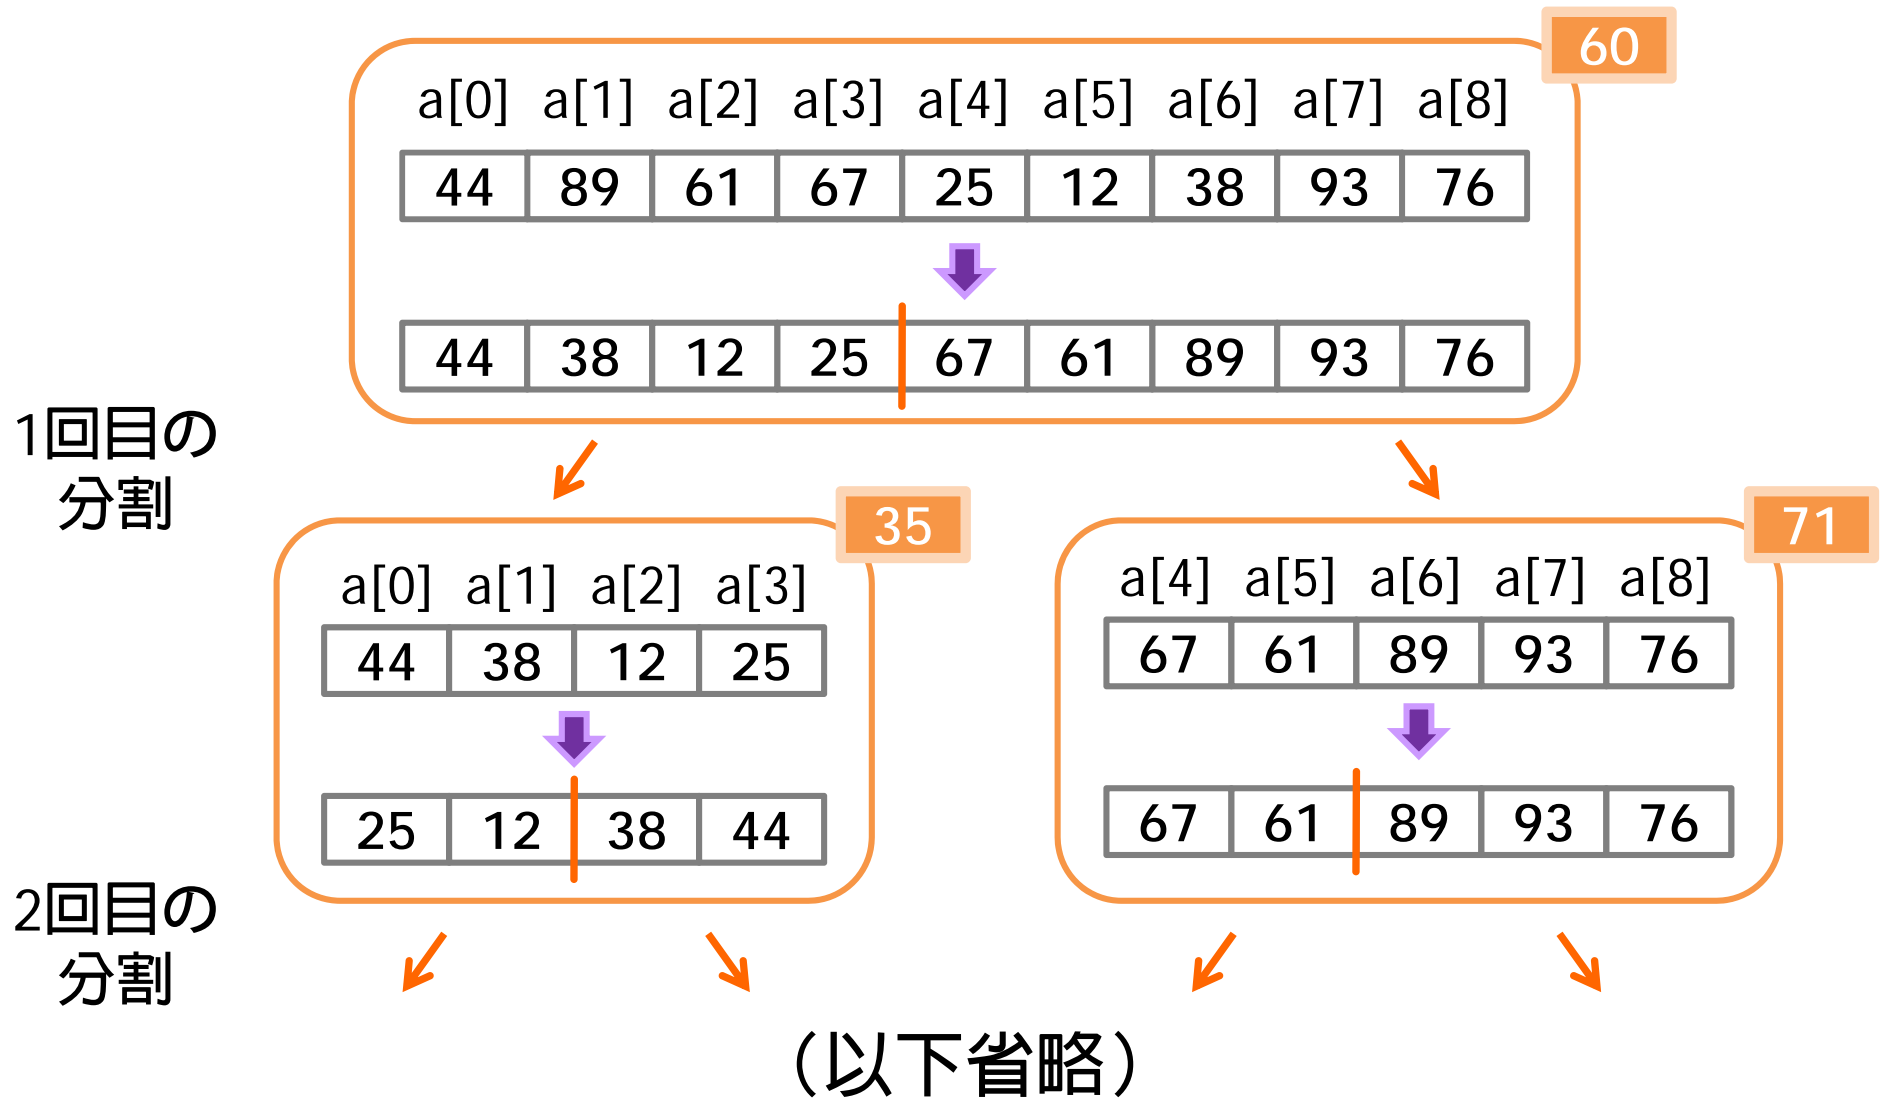 60
a[0] a[1] a[2] a[3] a[4] a[5] a[6] a[7] a[8]
44 89 61 67 25 12 38 93 76
44 38 12 25 67 61 89 93 76
1回目の
分割
35
a[0] a[1] a[2] a[3]
44 38 12 25
25 12 38 44
71
a[4] a[5] a[6] a[7] a[8]
67 61 89 93 76
67 61 89 93 76
2回目の
分割
（以下省略）